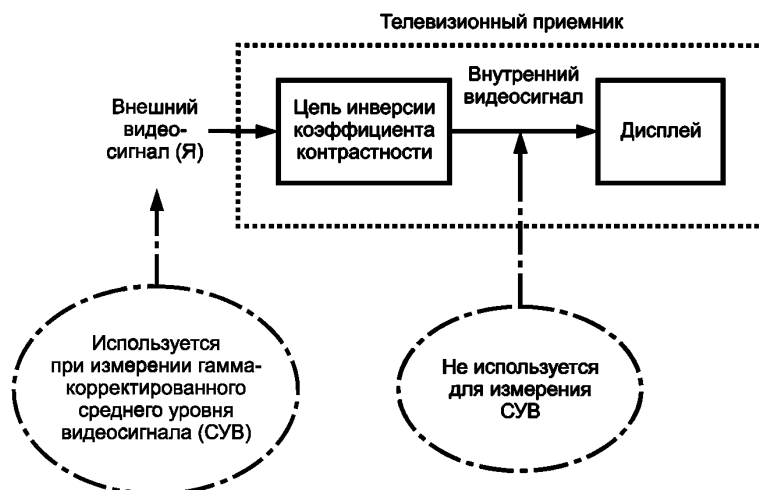 Телевизионный приемник
Внешний
видео-
сигнал (Я)
Цепь инверсии
коэффициента
контрастности
Внутренний
видеосигнал
Дисплей
Используется
при измерении гамма-
корректированного
среднего уровня
видеосигнала (СУВ)
Не используется
для измерения
СУВ